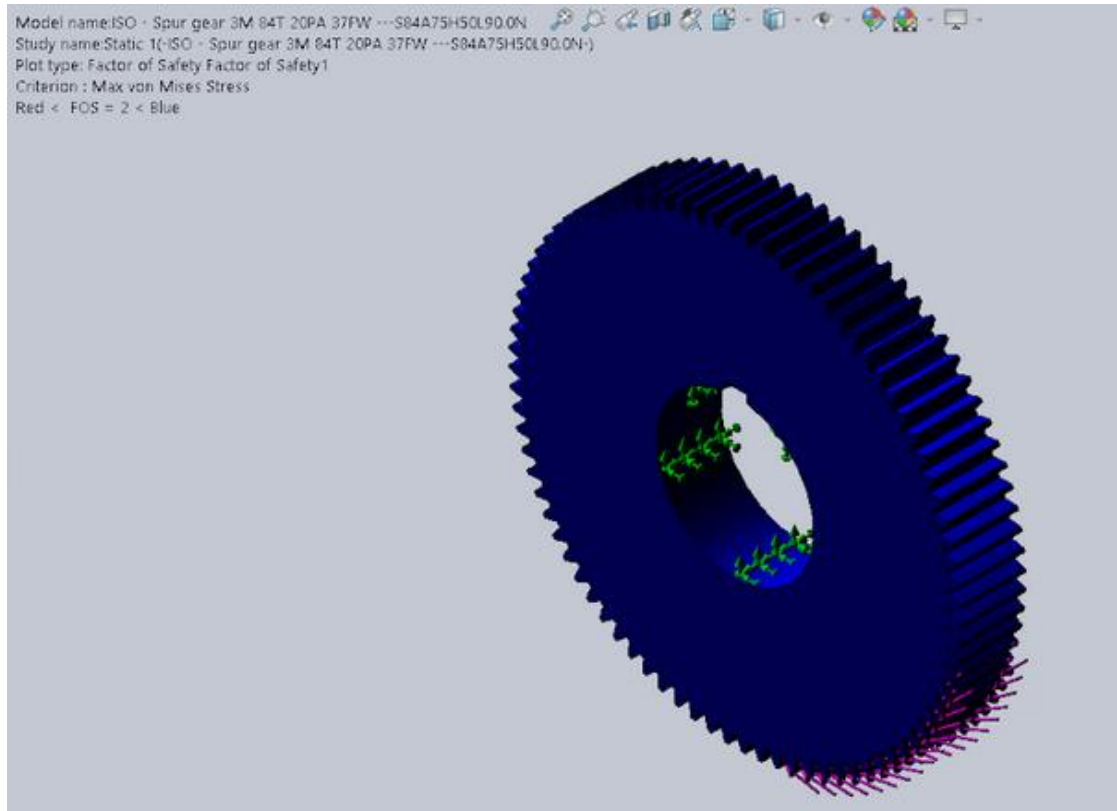 Model name:ISO - Spur gear 3M 84T 20PA 37FW ---S84A75H50L90.0N
Study name:Static 1(-ISO - Spur gear 3M 84T 20PA 37FW ---S84A75H50L90.0N-)
Plot type: Factor of Safety Factor of Safety1
Criterion : Max von Mises Stress
Red < FOS = 2 < Blue